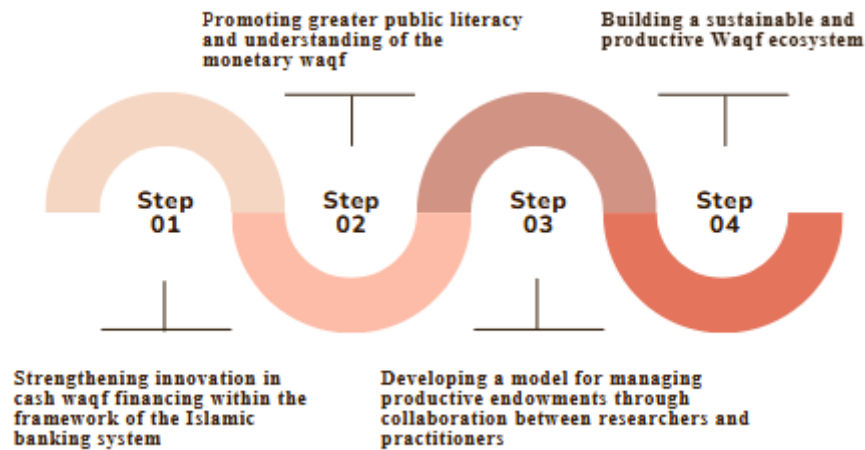 Promoting greater public literacy
and understanding of the
monetary waqf
Building a sustainable and
productive Waqf ecosystem
Step
01
Step
02
Step
03
Step
04
Strengthening innovation in
cash waqf financing within the
framework of the Islamic
banking system
Developing a model for managing
productive endowments through
collaboration between researchers and
practitioners